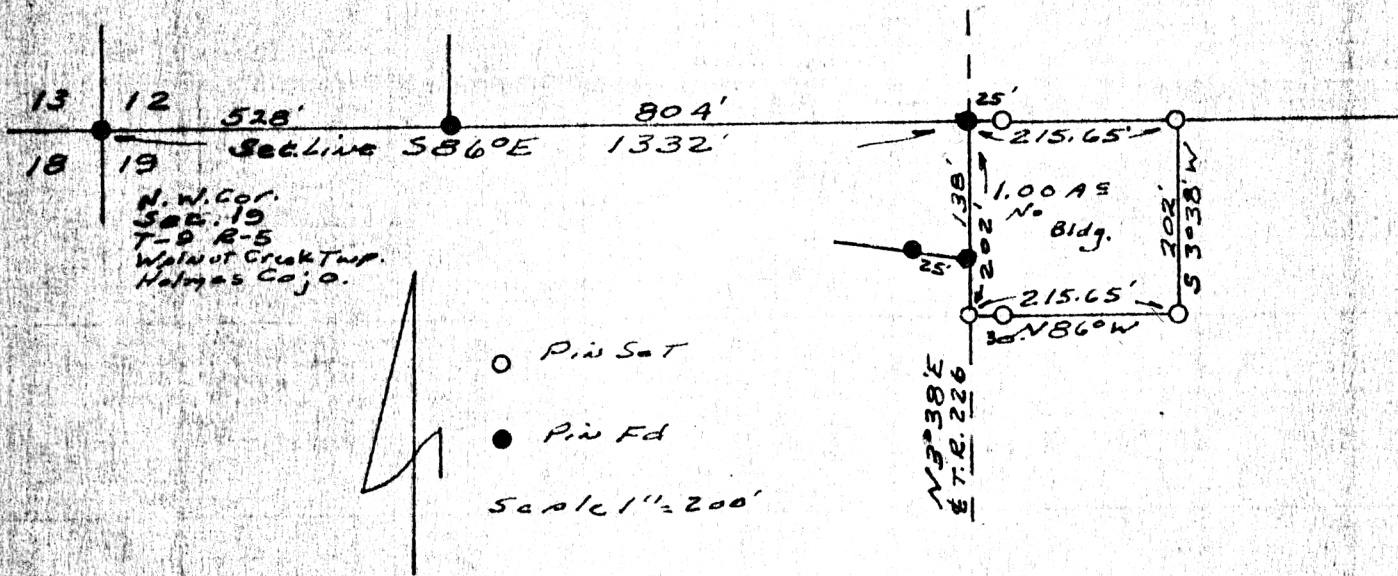 13 12
528'
804'
25'
Sec. Line S86°E 1332'
215.65'
18 19
N.W. Cor.
Sec. 19
T-9 R-5
Walnut Creek Twp.
Holmes Co; O.
138'
202'
1.00 Ac
No
Bldg.
202'
S 3°38' W
25'
215.65'
30' N86°W
Pin Set
Pin Fd
Scale 1"=200'
N3°38'E
℄ T.R. 226